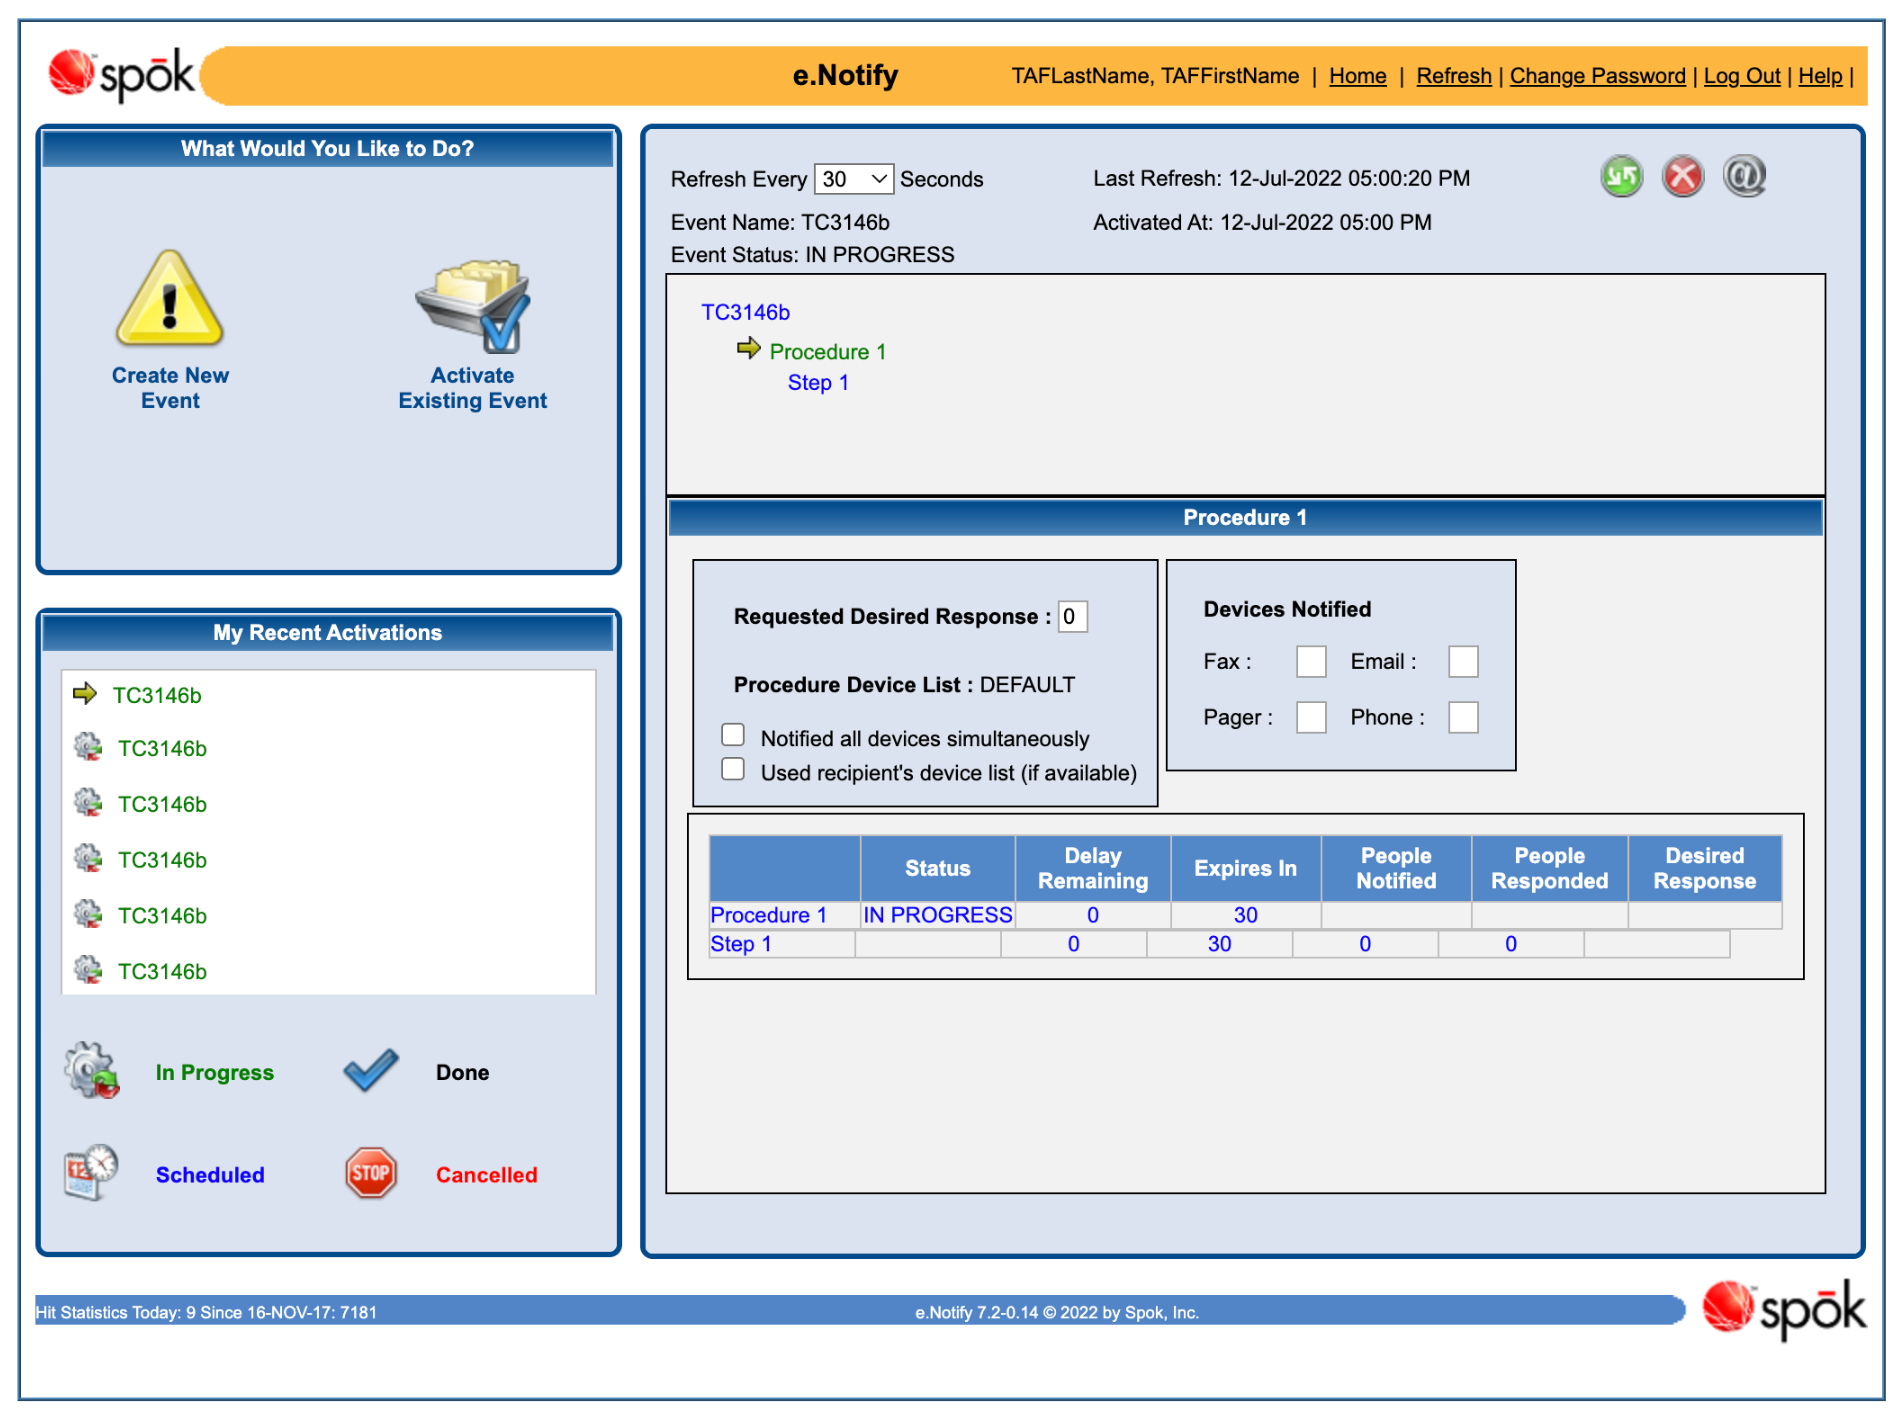 spōk
e.Notify
TAFLastName, TAFFirstName | Home | Refresh | Change Password | Log Out | Help |
What Would You Like to Do?
Create New
Event
Activate
Existing Event
My Recent Activations
TC3146b
TC3146b
TC3146b
TC3146b
TC3146b
TC3146b
In Progress
Done
12
Scheduled
STOP
Cancelled
Refresh Every 30 Seconds
Last Refresh: 12-Jul-2022 05:00:20 PM
@
Event Name: TC3146b
Activated At: 12-Jul-2022 05:00 PM
Event Status: IN PROGRESS
TC3146b
Procedure 1
Step 1
Procedure 1
Requested Desired Response : 0
Procedure Device List : DEFAULT
Notified all devices simultaneously
Used recipient's device list (if available)
Devices Notified
Fax : Email :
Pager : Phone :
Status Delay Remaining Expires In People Notified People Responded Desired Response
Procedure 1 IN PROGRESS 0 30
Step 1 0 30 0 0
Hit Statistics Today: 9 Since 16-NOV-17: 7181
e.Notify 7.2-0.14 © 2022 by Spok, Inc.
spōk